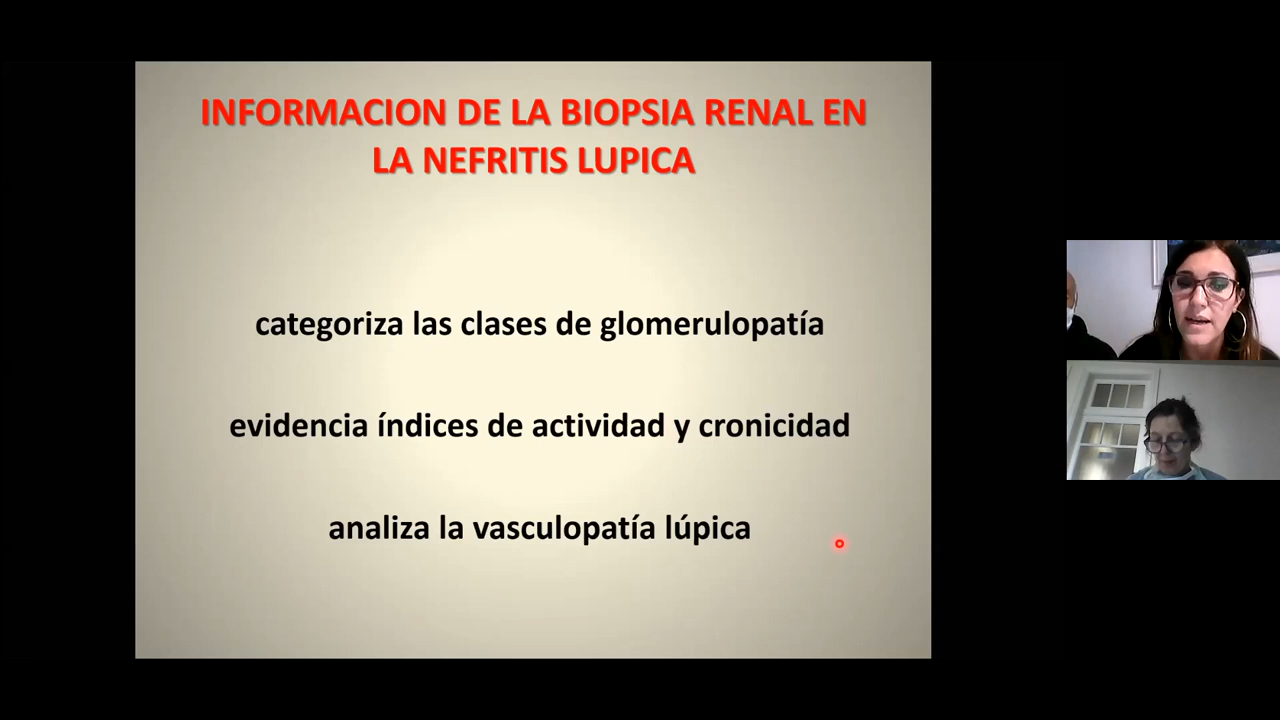 INFORMACION DE LA BIOPSIA RENAL EN
LA NEFRITIS LUPICA
categoriza las clases de glomerulopatía
evidencia índices de actividad y cronicidad
analiza la vasculopatía lúpica